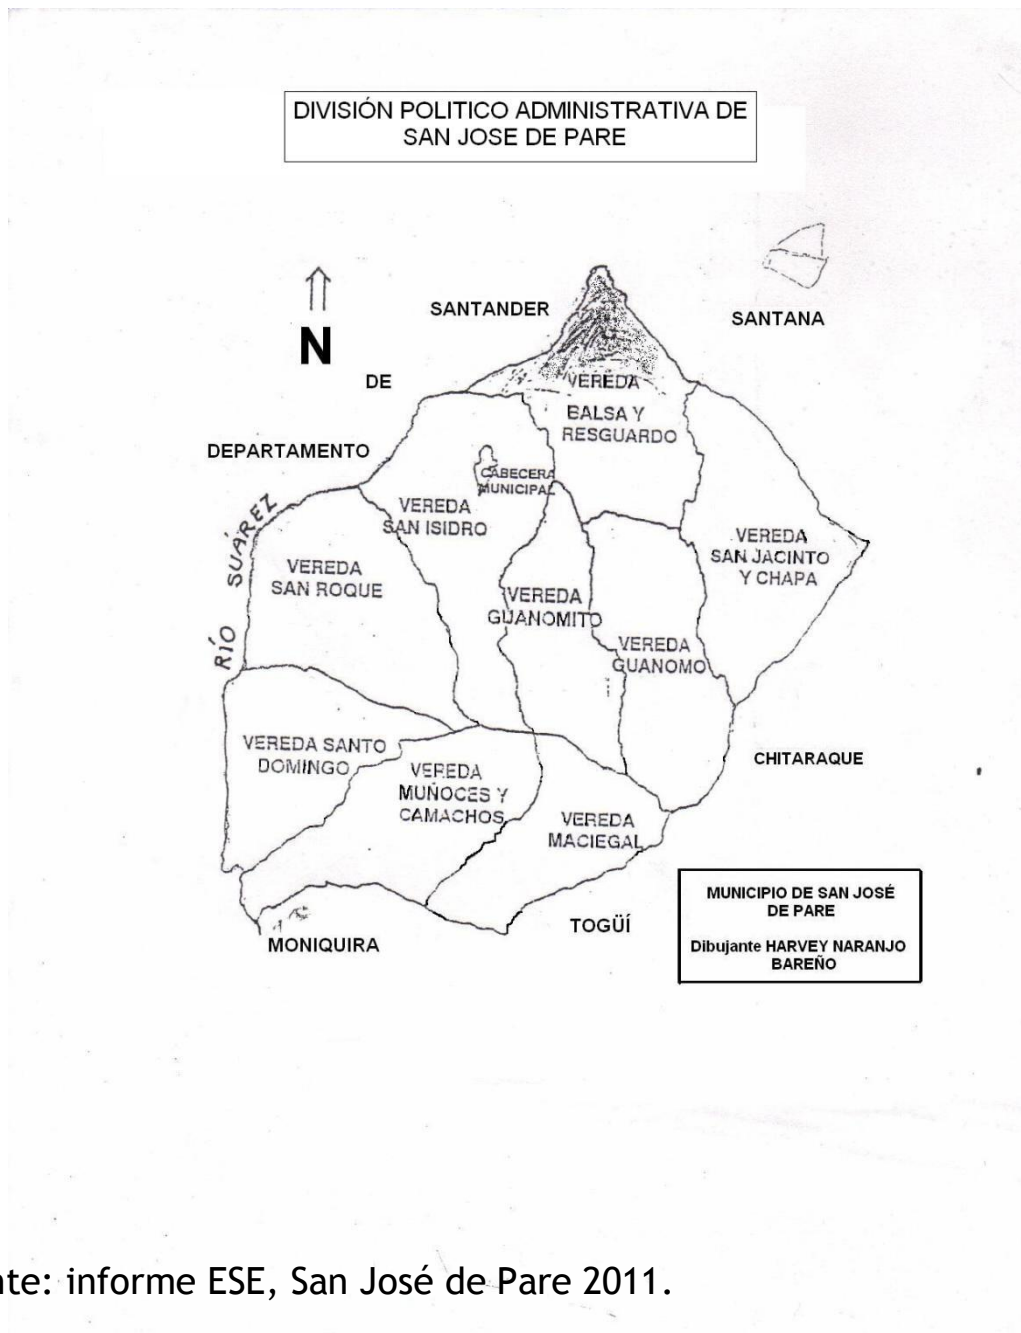 DIVISIÓN POLITICO ADMINISTRATIVA DE
SAN JOSE DE PARE
SANTANDER
SANTANA
N
DE
VEREDA
BALSA Y
RESGUARDO
DEPARTAMENTO
CABECERA
MUNICIPAL
VEREDA
SAN ISIDRO
RÍO SUÁREZ
VEREDA
SAN JACINTO
Y CHAPA
VEREDA
SAN ROQUE
VEREDA
GUANOMITO
VEREDA
GUANOMO
VEREDA SANTO
DOMINGO
VEREDA
MUÑOCES Y
CAMACHOS
CHITARAQUE
VEREDA
MACIEGAL
MUNICIPIO DE SAN JOSÉ
DE PARE
Dibujante HARVEY NARANJO
BAREÑO
TOGÜÍ
MONIQUIRA
nte: informe ESE, San José de Pare 2011.